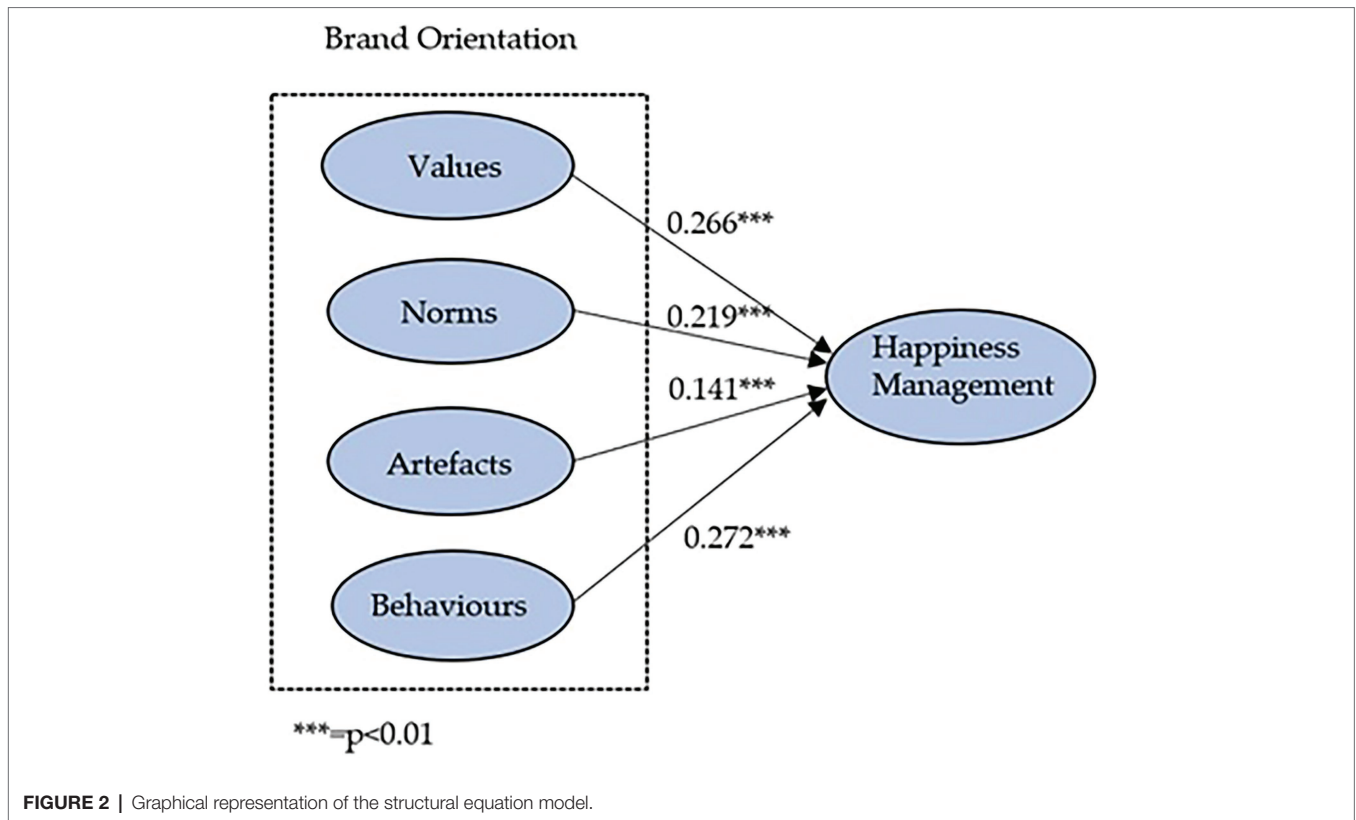 Brand Orientation
Values
0.266***
Norms
0.219***
Happiness
Management
0.141***
Artefacts
0.272***
Behaviours
***=p<0.01
FIGURE 2 | Graphical representation of the structural equation model.